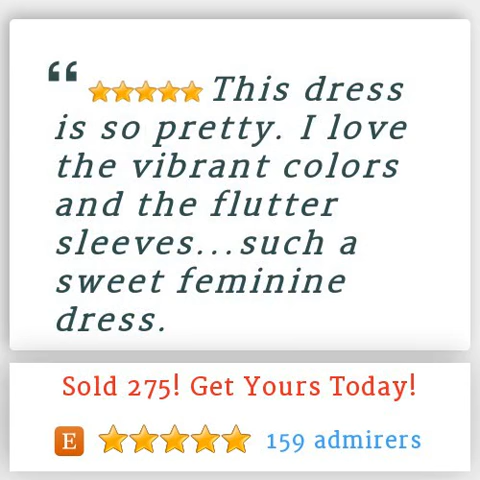 “ ⭐⭐⭐⭐⭐ This dress
is so pretty. I love
the vibrant colors
and the flutter
sleeves...such a
sweet feminine
dress.
Sold 275! Get Yours Today!
E ⭐⭐⭐⭐⭐ 159 admirers